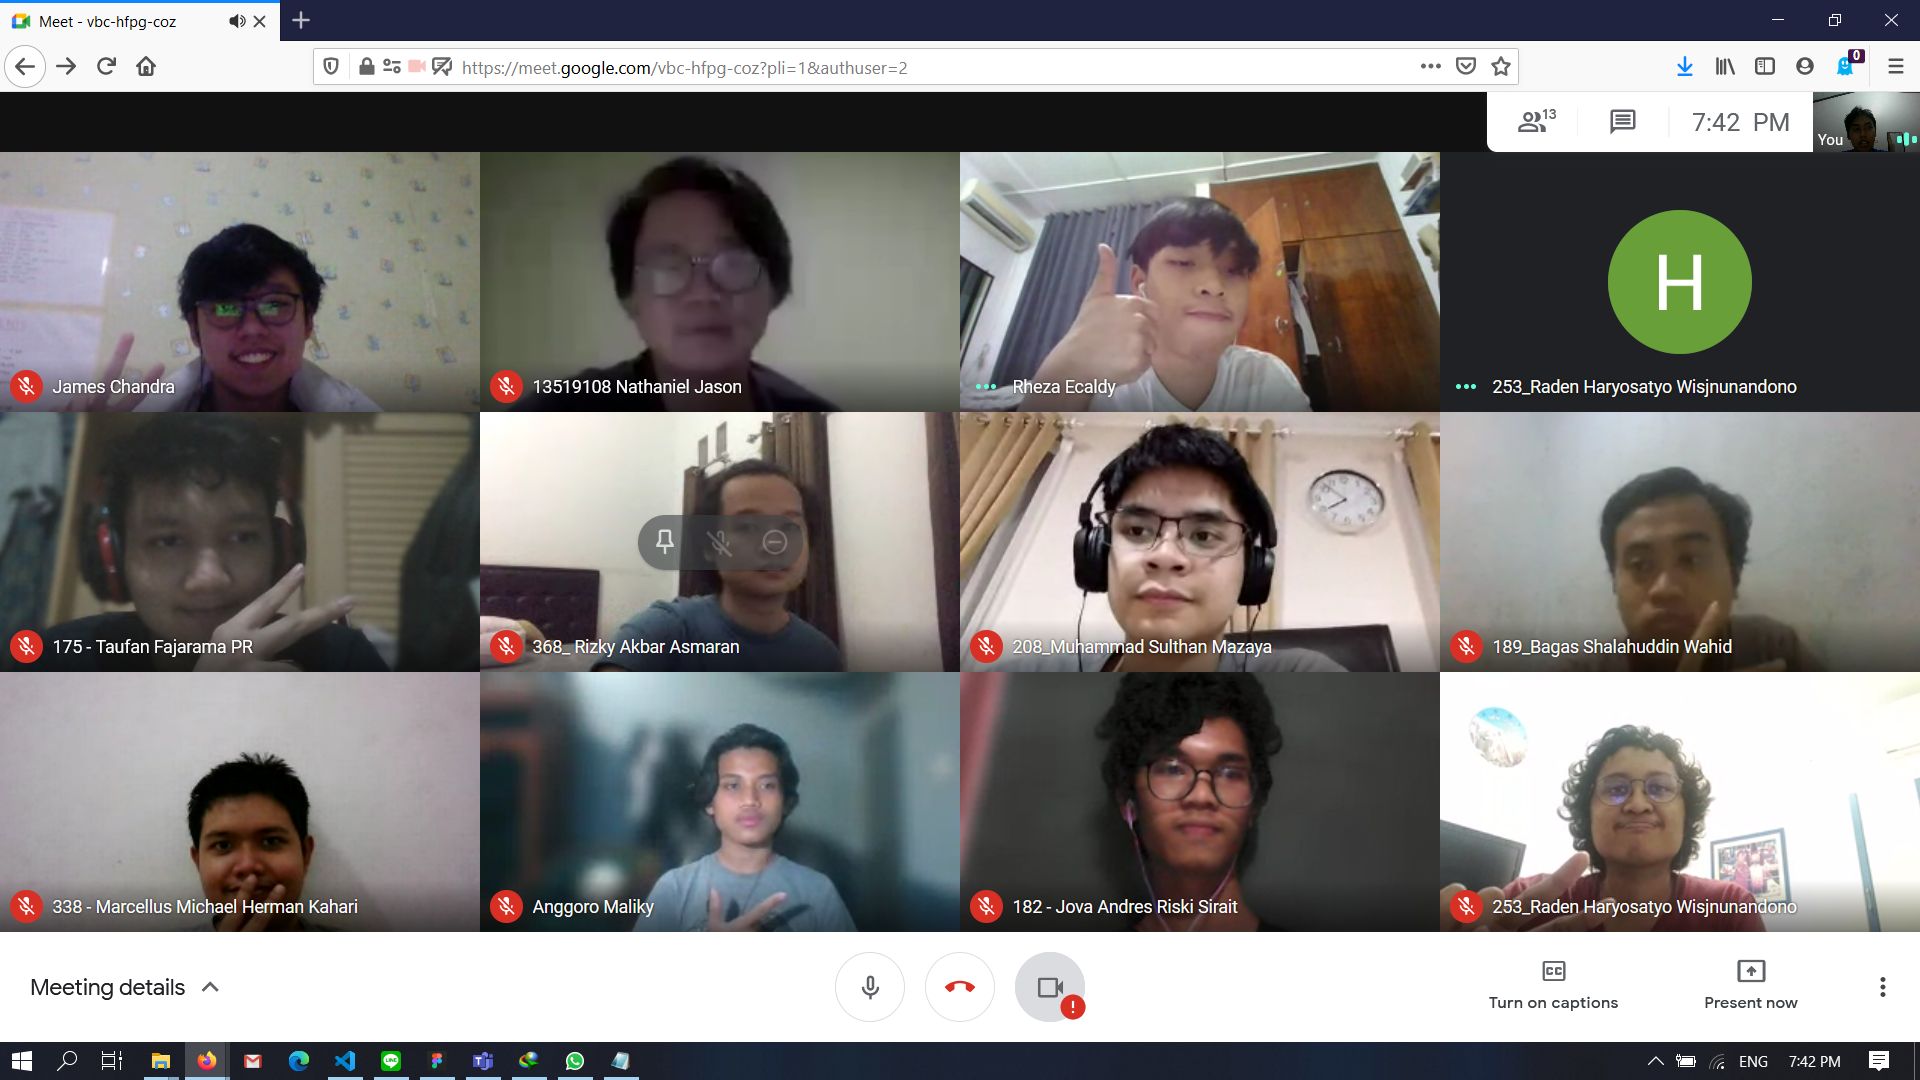 Meet - vbc-hfpg-coz
https://meet.google.com/vbc-hfpg-coz?pli=1&authuser=2
0
13
7:42 PM
You
James Chandra
13519108 Nathaniel Jason
Rheza Ecaldy
H
253_Raden Haryosatyo Wisjnunandono
175 - Taufan Fajarama PR
368_ Rizky Akbar Asmaran
208_Muhammad Sulthan Mazaya
189_Bagas Shalahuddin Wahid
338 - Marcellus Michael Herman Kahari
Anggoro Maliky
182 - Jova Andres Riski Sirait
253_Raden Haryosatyo Wisjnunandono
Meeting details
CC
Turn on captions
Present now
ENG
7:42 PM